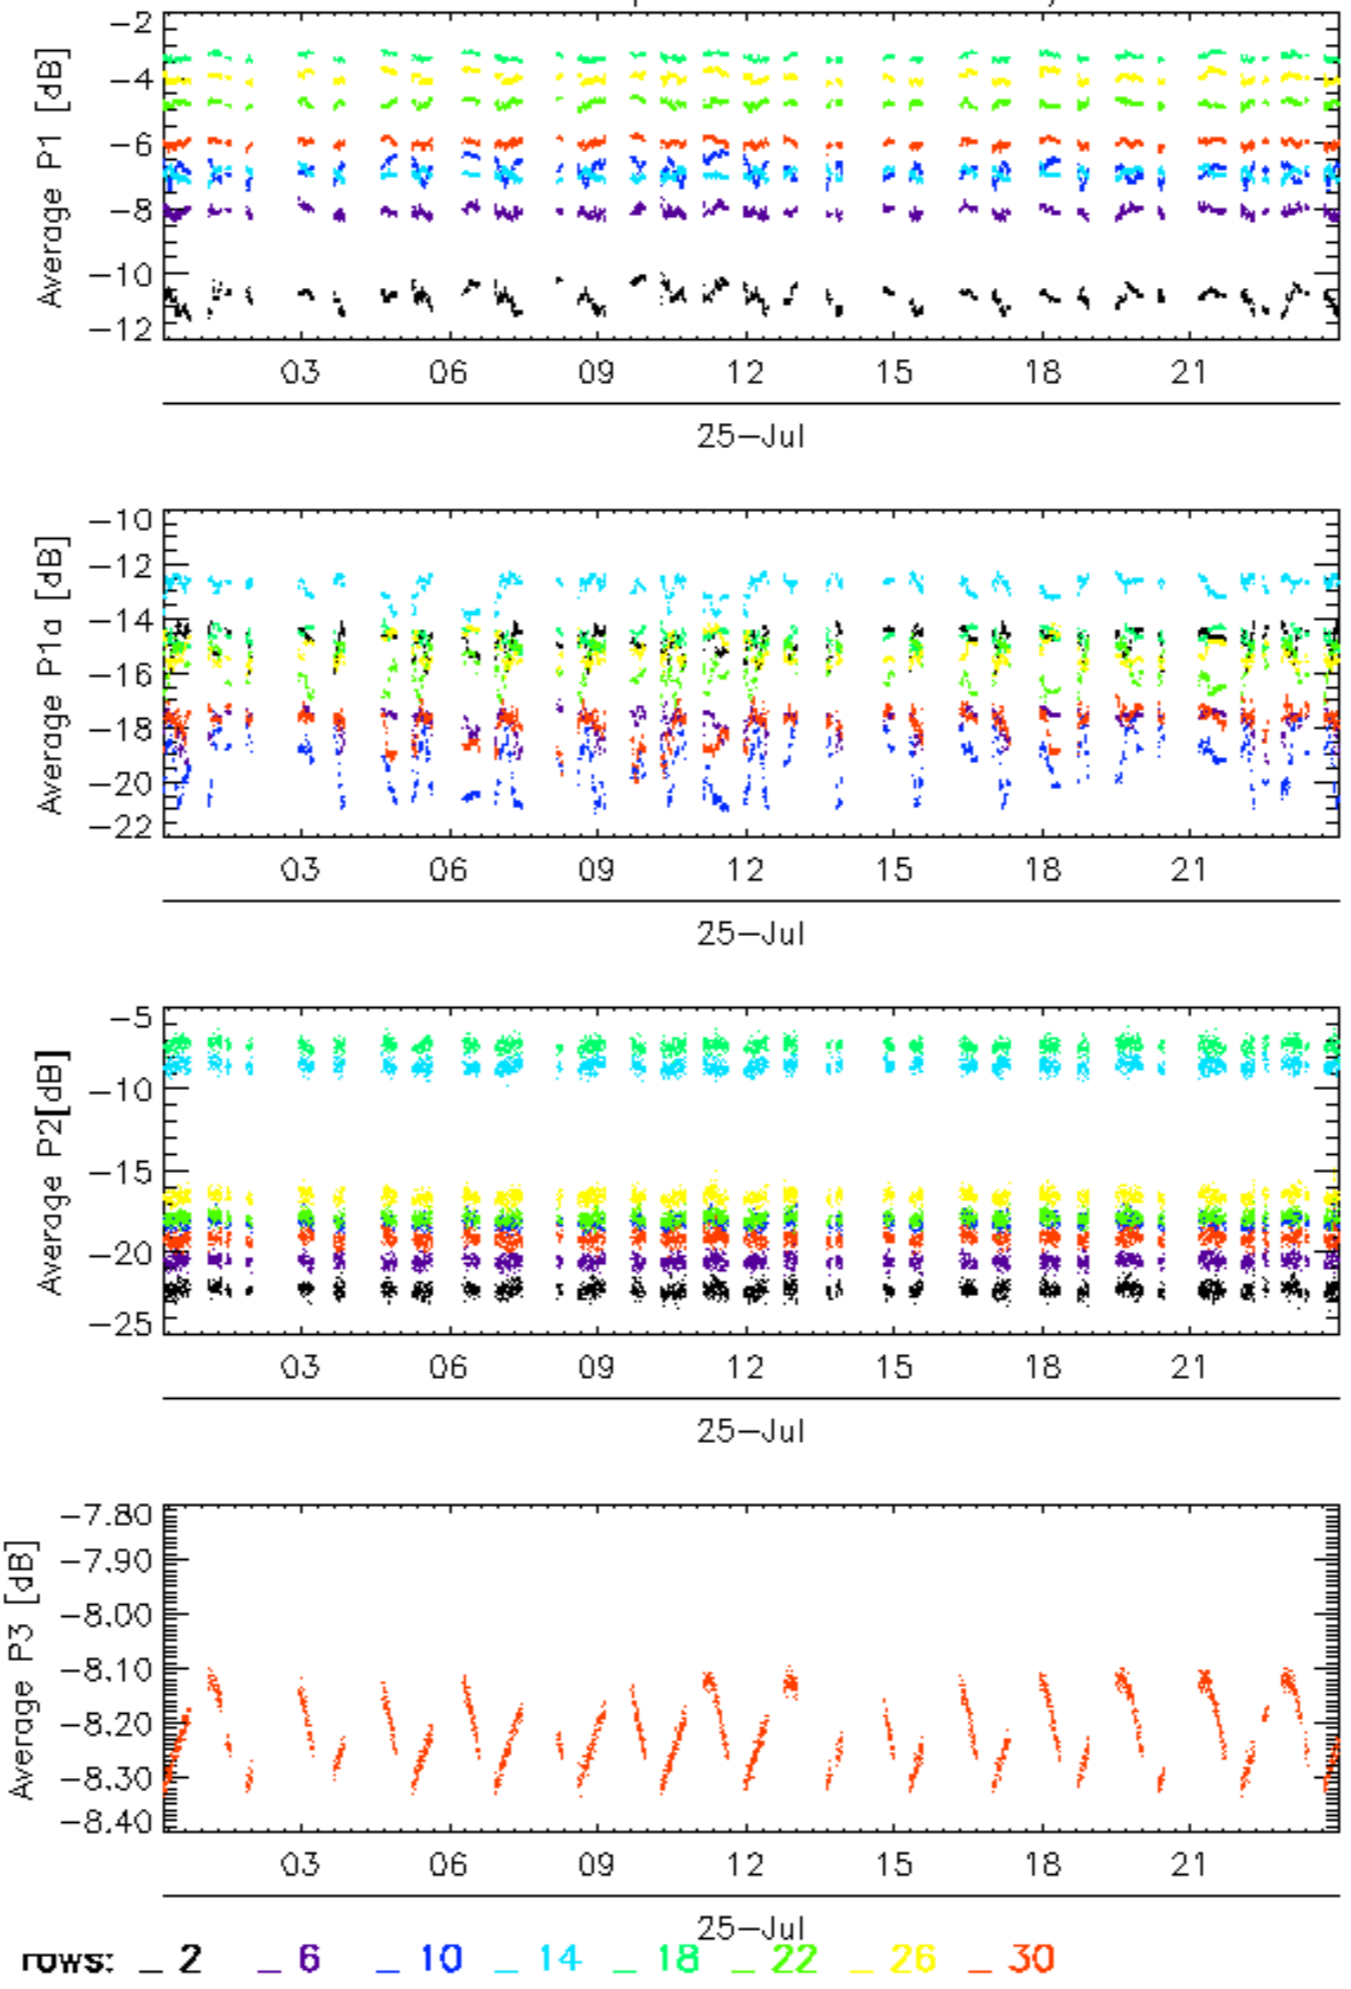 −2
−4
−6
−8
−10
−12
Average P1 [dB]
03 06 09 12 15 18 21
25−Jul
−10
−12
−14
−16
−18
−20
−22
Average P1a [dB]
03 06 09 12 15 18 21
25−Jul
−5
−10
−15
−20
−25
Average P2[dB]
03 06 09 12 15 18 21
25−Jul
−7.80
−7.90
−8.00
−8.10
−8.20
−8.30
−8.40
Average P3 [dB]
03 06 09 12 15 18 21
25−Jul
rows: _ 2 _ 6 _ 10 _ 14 _ 18 _ 22 _ 26 _ 30